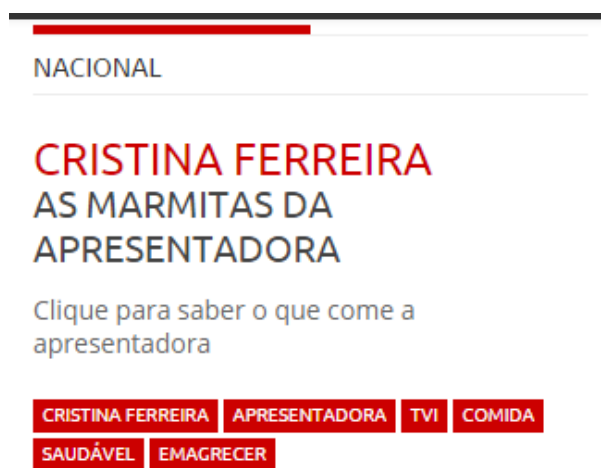 NACIONAL
CRISTINA FERREIRA
AS MARMITAS DA
APRESENTADORA
Clique para saber o que come a
apresentadora
CRISTINA FERREIRA APRESENTADORA TVI COMIDA
SAUDÁVEL EMAGRECER